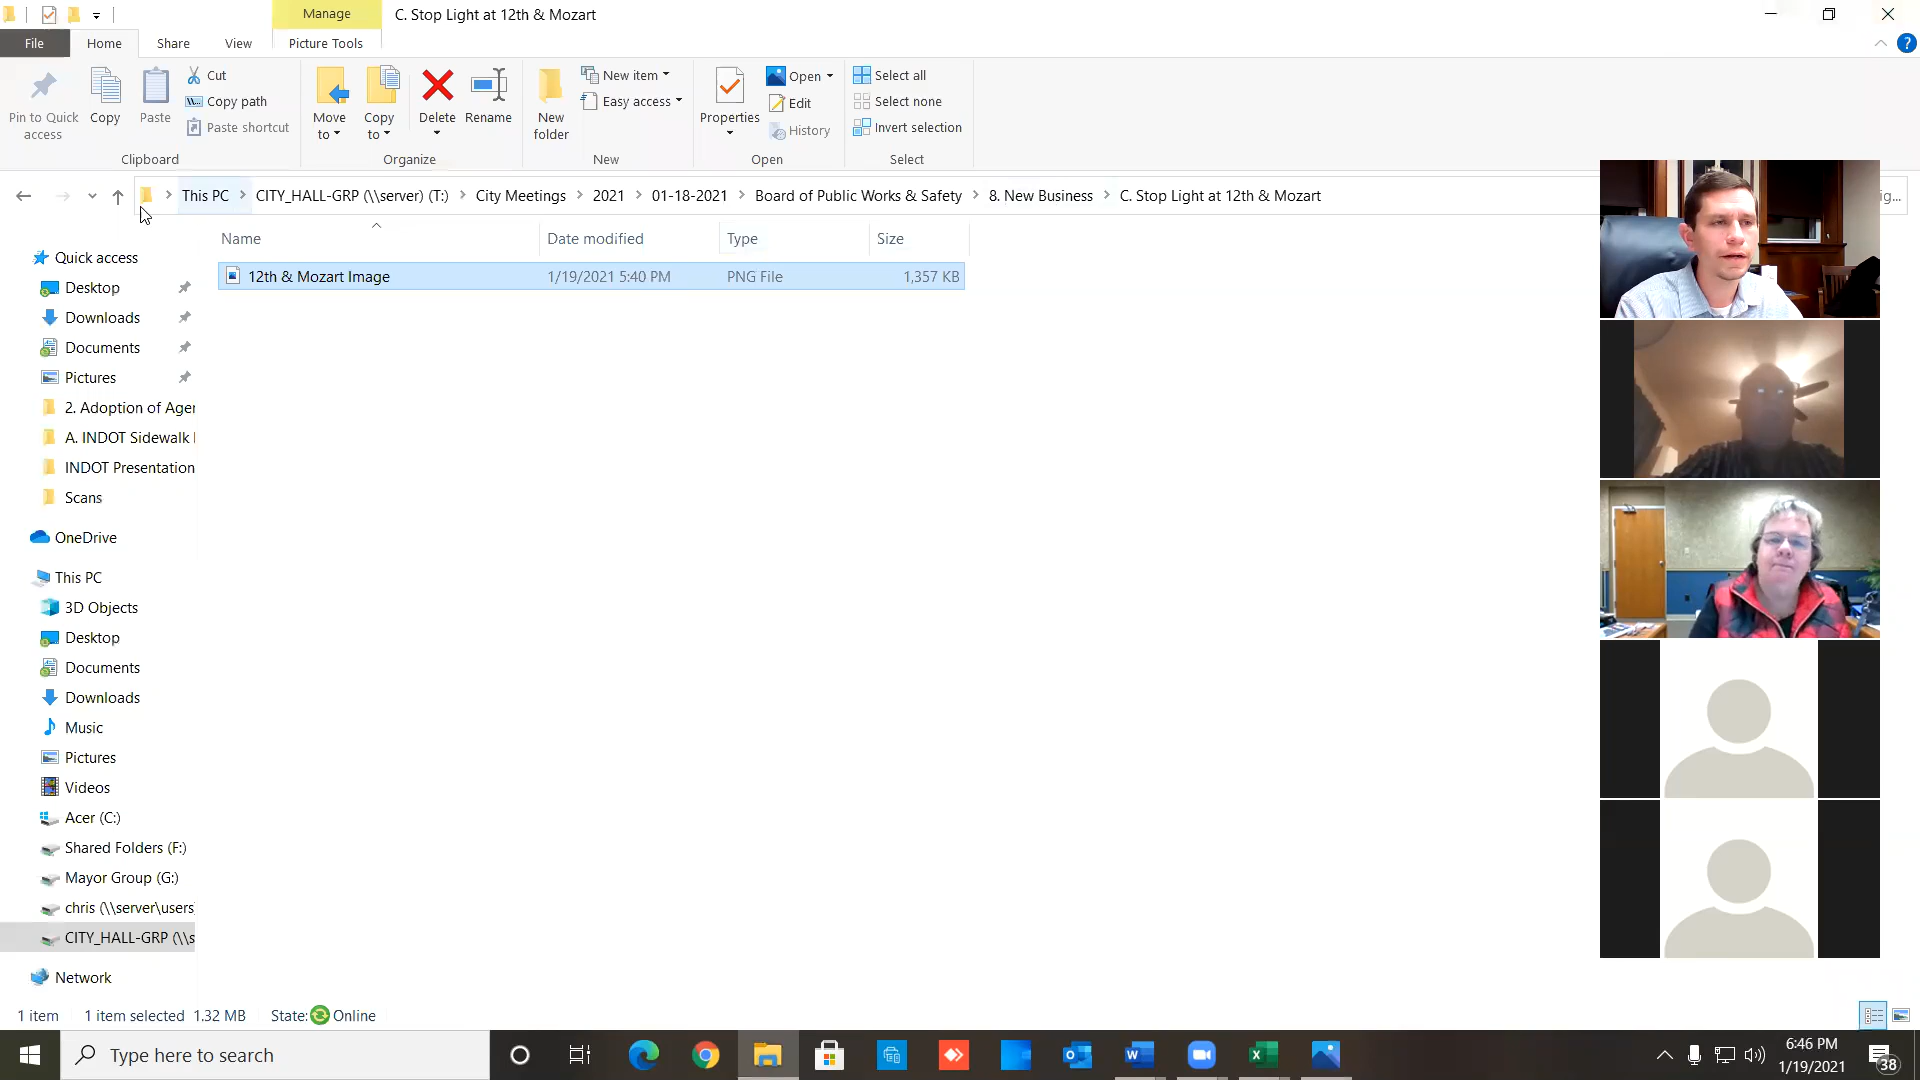 Manage
C. Stop Light at 12th & Mozart
File
Home
Share
View
Picture Tools
?
Pin to Quick access
Copy
Paste
Cut
Copy path
Paste shortcut
Clipboard
Move to
Copy to
Delete
Rename
Organize
New folder
New item
Easy access
New
Properties
Open
Edit
History
Open
Select all
Select none
Invert selection
Select
This PC
CITY_HALL-GRP (\\server) (T:)
City Meetings
2021
01-18-2021
Board of Public Works & Safety
8. New Business
C. Stop Light at 12th & Mozart
ig...
Name
Date modified
Type
Size
12th & Mozart Image
1/19/2021 5:40 PM
PNG File
1,357 KB
Quick access
Desktop
Downloads
Documents
Pictures
2. Adoption of Ager
A. INDOT Sidewalk
INDOT Presentation
Scans
OneDrive
This PC
3D Objects
Desktop
Documents
Downloads
Music
Pictures
Videos
Acer (C:)
Shared Folders (F:)
Mayor Group (G:)
chris (\\server\users
CITY_HALL-GRP (\\s
Network
1 item
1 item selected 1.32 MB
State: Online
Type here to search
6:46 PM
1/19/2021
38